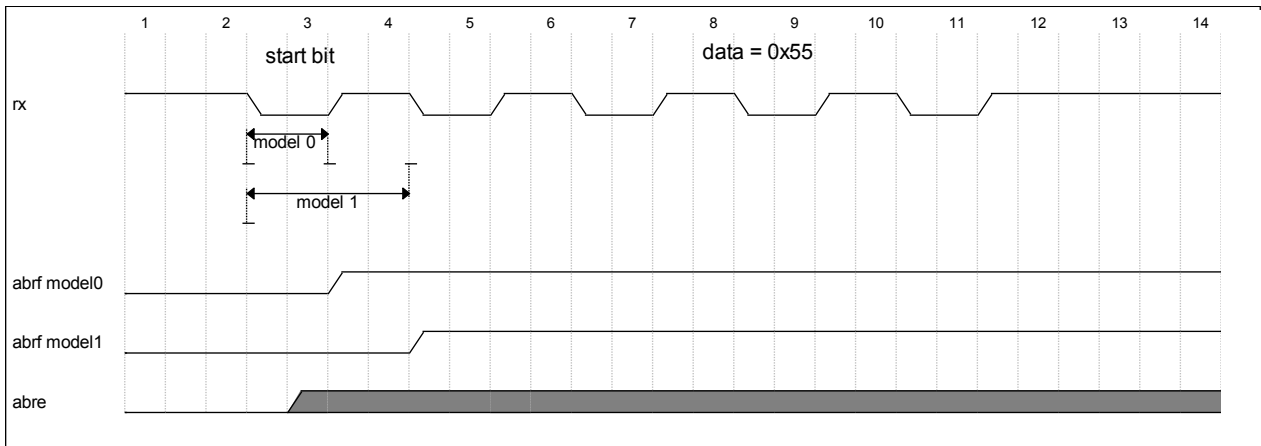 1 2 3 4 5 6 7 8 9 10 11 12 13 14
start bit data = 0x55
rx
model 0
model 1
abrf model0
abrf model1
abre